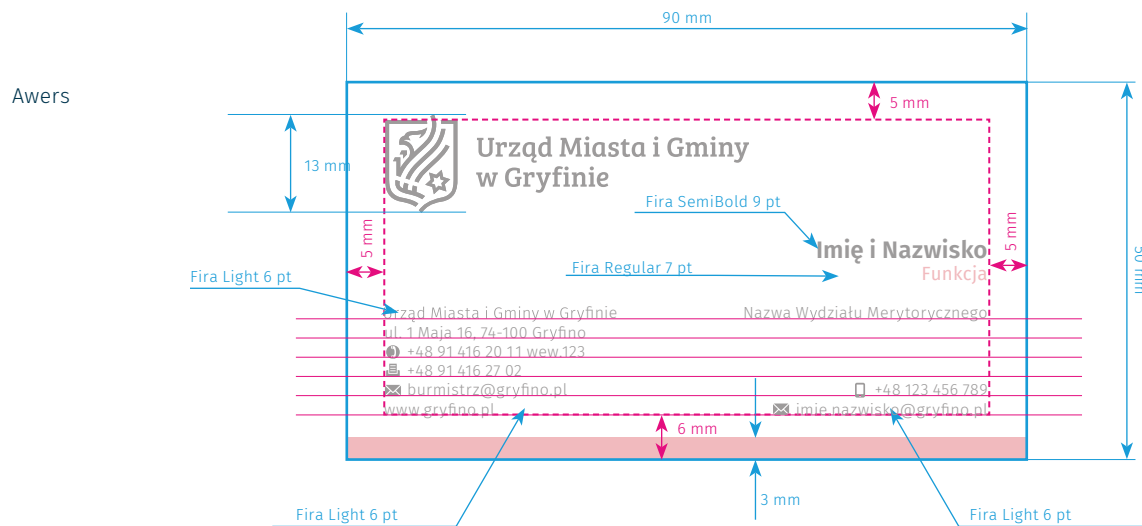 90 mm
Awers
5 mm
13 mm
Urząd Miasta i Gminy
w Gryfinie
Fira SemiBold 9 pt
5 mm
5 mm
Imię i Nazwisko
Funkcja
Fira Regular 7 pt
Fira Light 6 pt
50 mm
Urząd Miasta i Gminy w Gryfinie
Nazwa Wydziału Merytorycznego
ul. 1 Maja 16, 74-100 Gryfino
+48 91 416 20 11 wew.123
+48 91 416 27 02
burmistrz@gryfino.pl
+48 123 456 789
www.gryfino.pl
imie.nazwisko@gryfino.pl
6 mm
3 mm
Fira Light 6 pt
Fira Light 6 pt